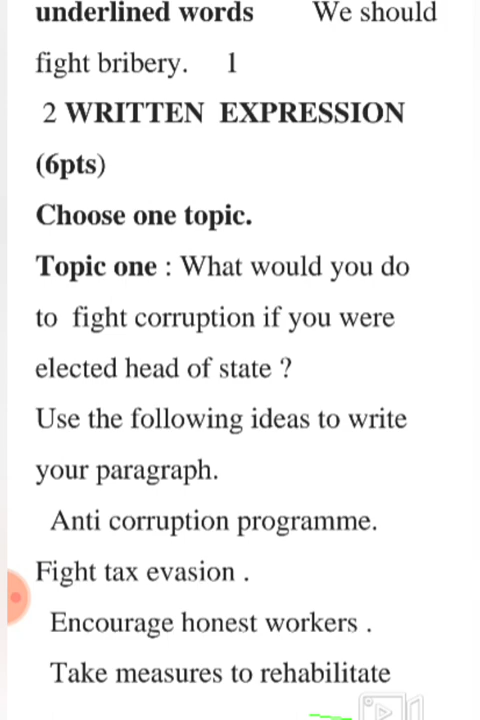 underlined words We should
fight bribery. 1
2 WRITTEN EXPRESSION
(6pts)
Choose one topic.
Topic one : What would you do
to fight corruption if you were
elected head of state ?
Use the following ideas to write
your paragraph.
Anti corruption programme.
Fight tax evasion .
Encourage honest workers .
Take measures to rehabilitate